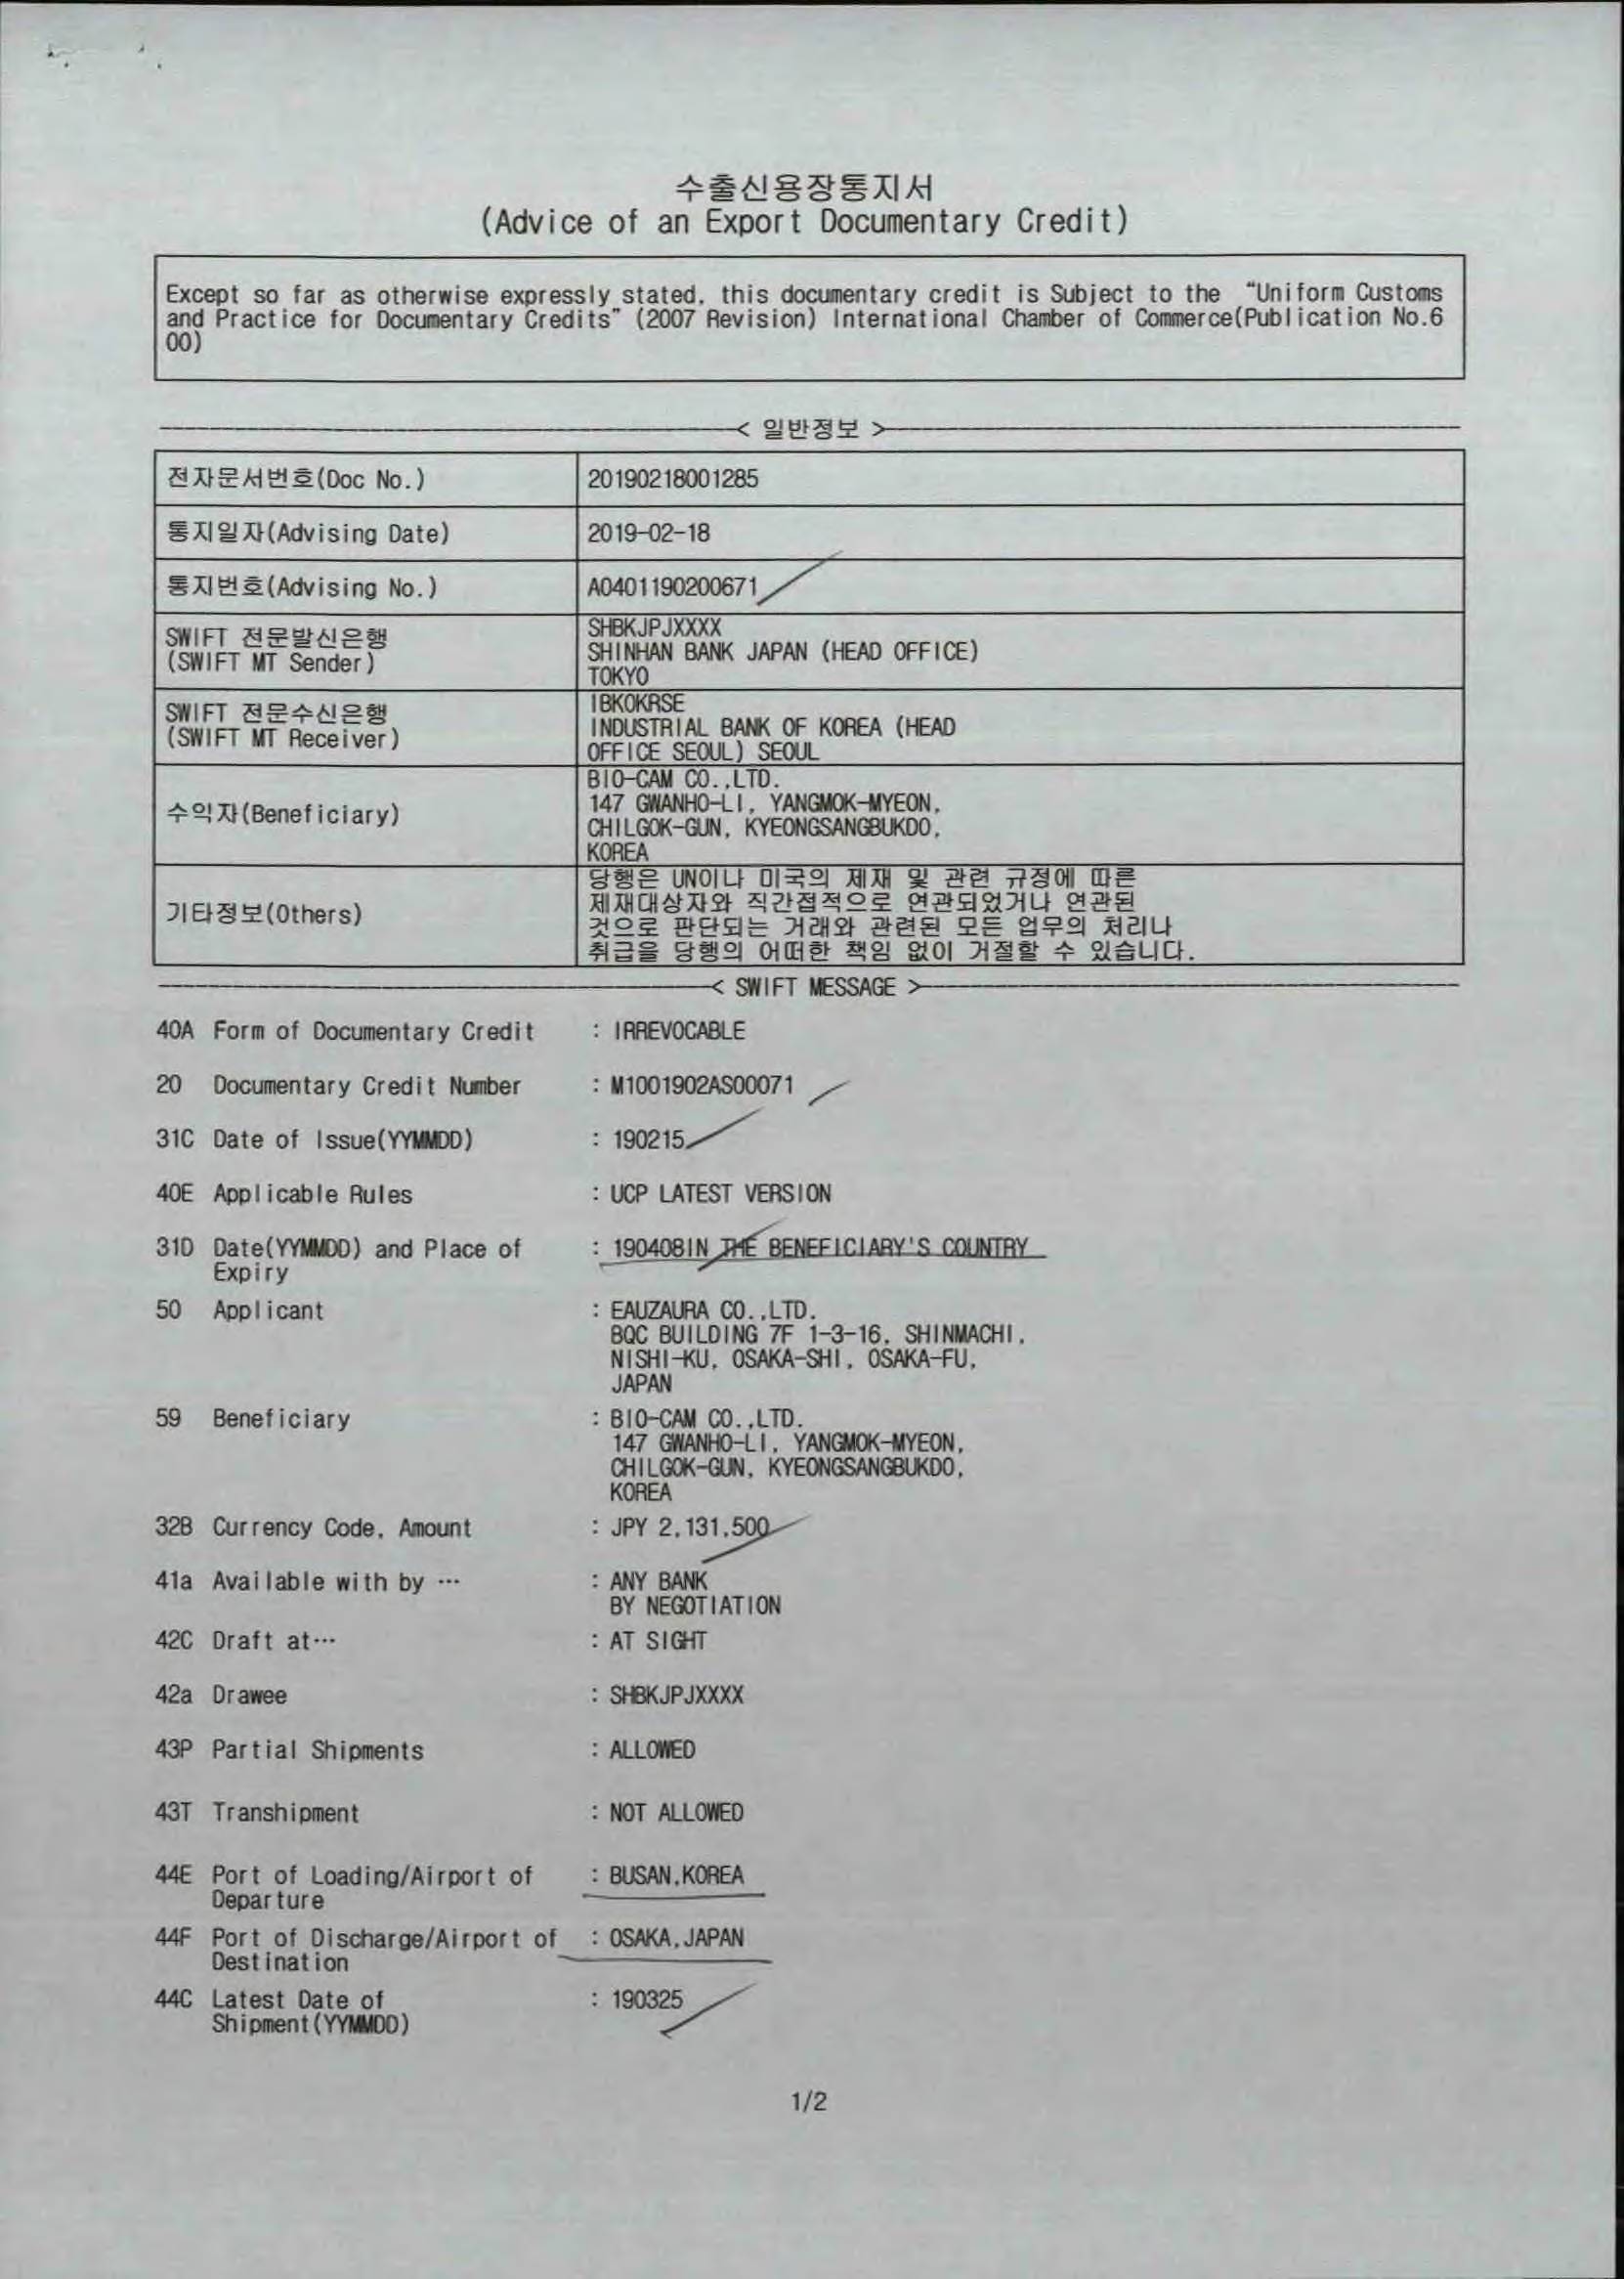 수출신용장통지서
(Advice of an Export Documentary Credit)
Except so far as otherwise expressly stated, this documentary credit is Subject to the “Uniform Customs
and Practice for Documentary Credits” (2007 Revision) International Chamber of Commerce(Publication No.6
00)
< 일반정보 >
전자문서번호(Doc No.) 20190218001285
통지일자(Advising Date) 2019-02-18
통지번호(Advising No.) A0401190200671
SWIFT 전문발신은행
(SWIFT MT Sender)
SHBKJPJXXXX
SHINHAN BANK JAPAN (HEAD OFFICE)
TOKYO
SWIFT 전문수신은행
(SWIFT MT Receiver)
IBKOKRSE
INDUSTRIAL BANK OF KOREA (HEAD
OFFICE SEOUL) SEOUL
수익자(Beneficiary)
BIO-CAM CO.,LTD.
147 GWANHO-LI, YANGMOK-MYEON,
CHILGOK-GUN, KYEONGSANGBUKDO,
KOREA
기타정보(Others)
당행은 UN이나 미국의 제재 및 관련 규정에 따른
제재대상자와 직간접적으로 연관되었거나 연관된
것으로 판단되는 거래와 관련된 모든 업무의 처리나
취급을 당행의 어떠한 책임 없이 거절할 수 있습니다.
< SWIFT MESSAGE >
40A Form of Documentary Credit : IRREVOCABLE
20 Documentary Credit Number : M1001902AS00071
31C Date of Issue(YYMMDD) : 190215
40E Applicable Rules : UCP LATEST VERSION
31D Date(YYMMDD) and Place of : 190408IN THE BENEFICIARY'S COUNTRY
Expiry
50 Applicant : EAUZAURA CO.,LTD.
BQC BUILDING 7F 1-3-16, SHINMACHI,
NISHI-KU, OSAKA-SHI, OSAKA-FU,
JAPAN
59 Beneficiary : BIO-CAM CO.,LTD.
147 GWANHO-LI, YANGMOK-MYEON,
CHILGOK-GUN, KYEONGSANGBUKDO,
KOREA
32B Currency Code, Amount : JPY 2,131,500
41a Available with by ··· : ANY BANK
BY NEGOTIATION
42C Draft at··· : AT SIGHT
42a Drawee : SHBKJPJXXXX
43P Partial Shipments : ALLOWED
43T Transhipment : NOT ALLOWED
44E Port of Loading/Airport of : BUSAN,KOREA
Departure
44F Port of Discharge/Airport of : OSAKA,JAPAN
Destination
44C Latest Date of : 190325
Shipment(YYMMDD)
1/2